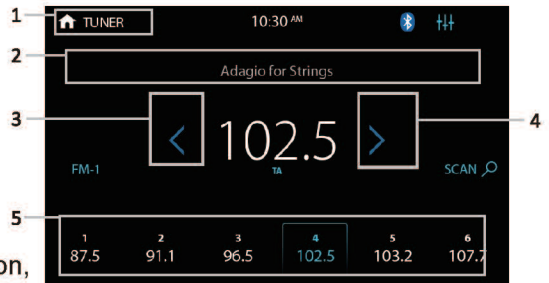 1 TUNER 10:30 AM
2
Adagio for Strings
3 102.5 4
FM-1 TA SCAN
5
1 2 3 4 5 6
87.5 91.1 96.5 102.5 103.2 107.7
on,